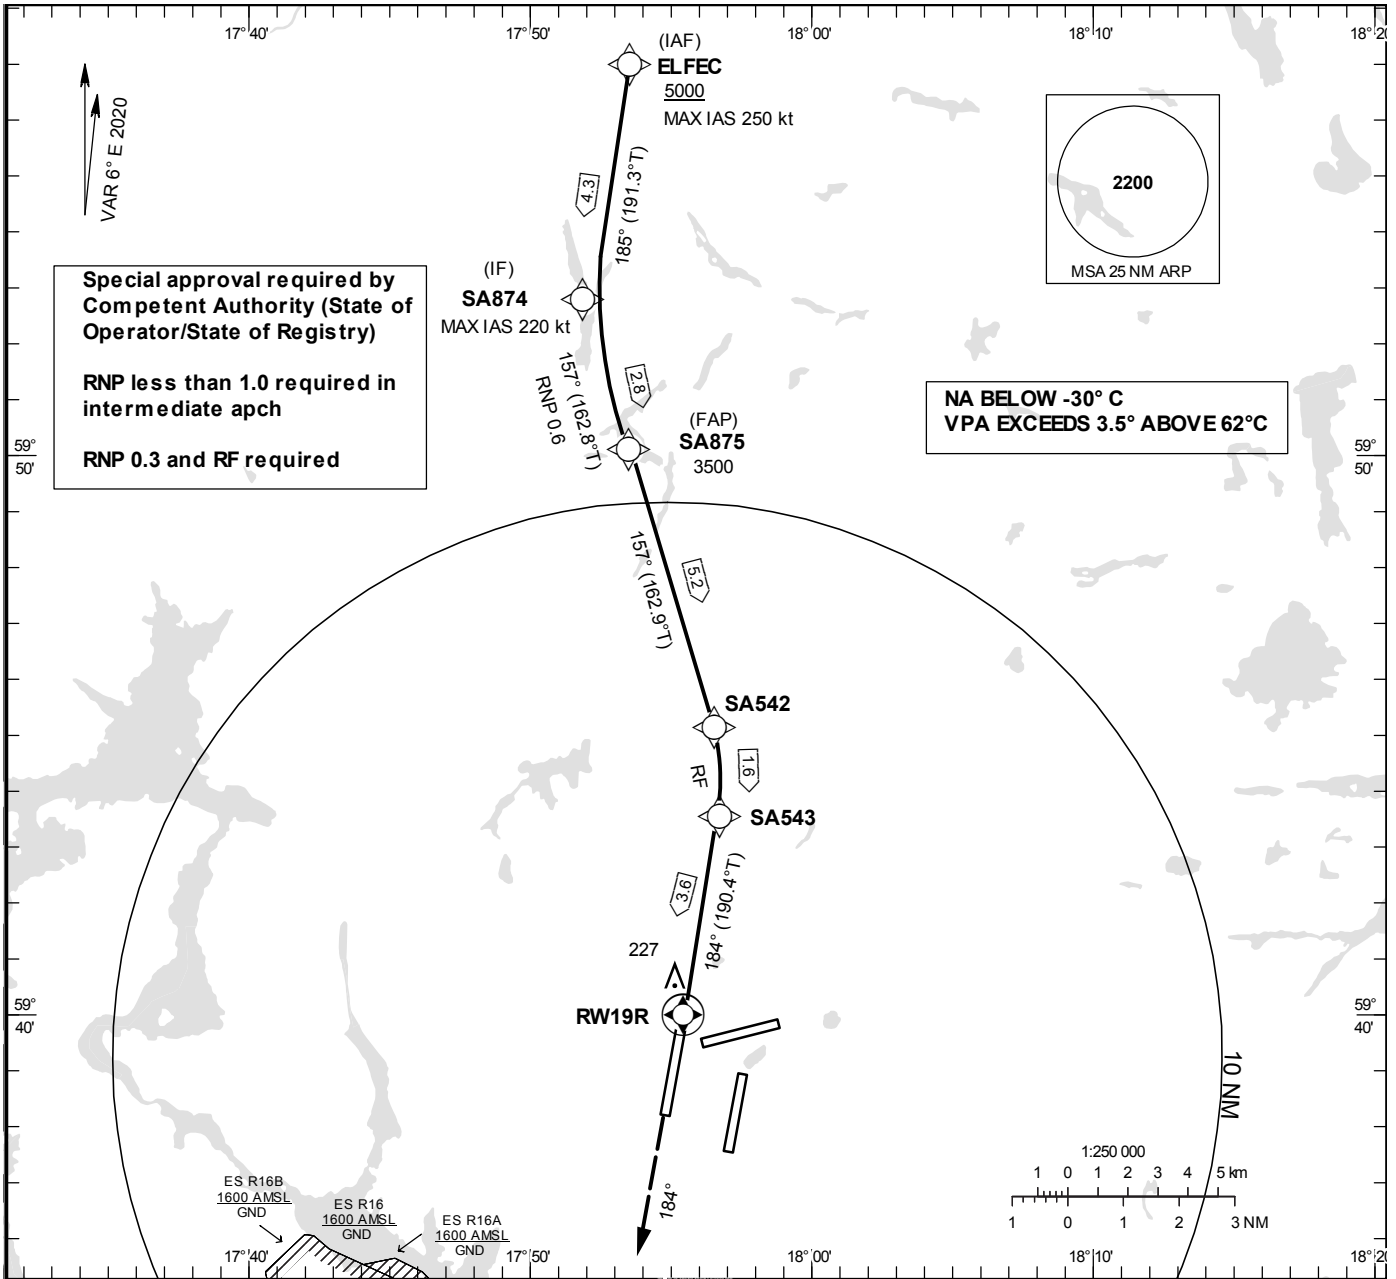 17°40'
17°50'
18°00'
18°10'
18°20
(IAF)
ELFEC
5000
MAX IAS 250 kt
VAR 6° E 2020
2200
MSA 25 NM ARP
4.3
185° (191.3°T)
Special approval required by
Competent Authority (State of
Operator/State of Registry)
RNP less than 1.0 required in
intermediate apch
RNP 0.3 and RF required
(IF)
SA874
MAX IAS 220 kt
157° (162.8°T)
RNP 0.6
2.8
NA BELOW -30° C
VPA EXCEEDS 3.5° ABOVE 62°C
(FAP)
SA875
3500
59°
50'
59°
50'
157° (162.9°T)
5.2
SA542
RF
1.6
SA543
3.6
184° (190.4°T)
227
RW19R
59°
40'
59°
40'
10 NM
184°
1:250 000
1 0 1 2 3 4 5 km
1 0 1 2 3 NM
ES R16B
1600 AMSL
GND
ES R16
1600 AMSL
GND
ES R16A
1600 AMSL
GND
17°40'
17°50'
18°00'
18°10'
18°20